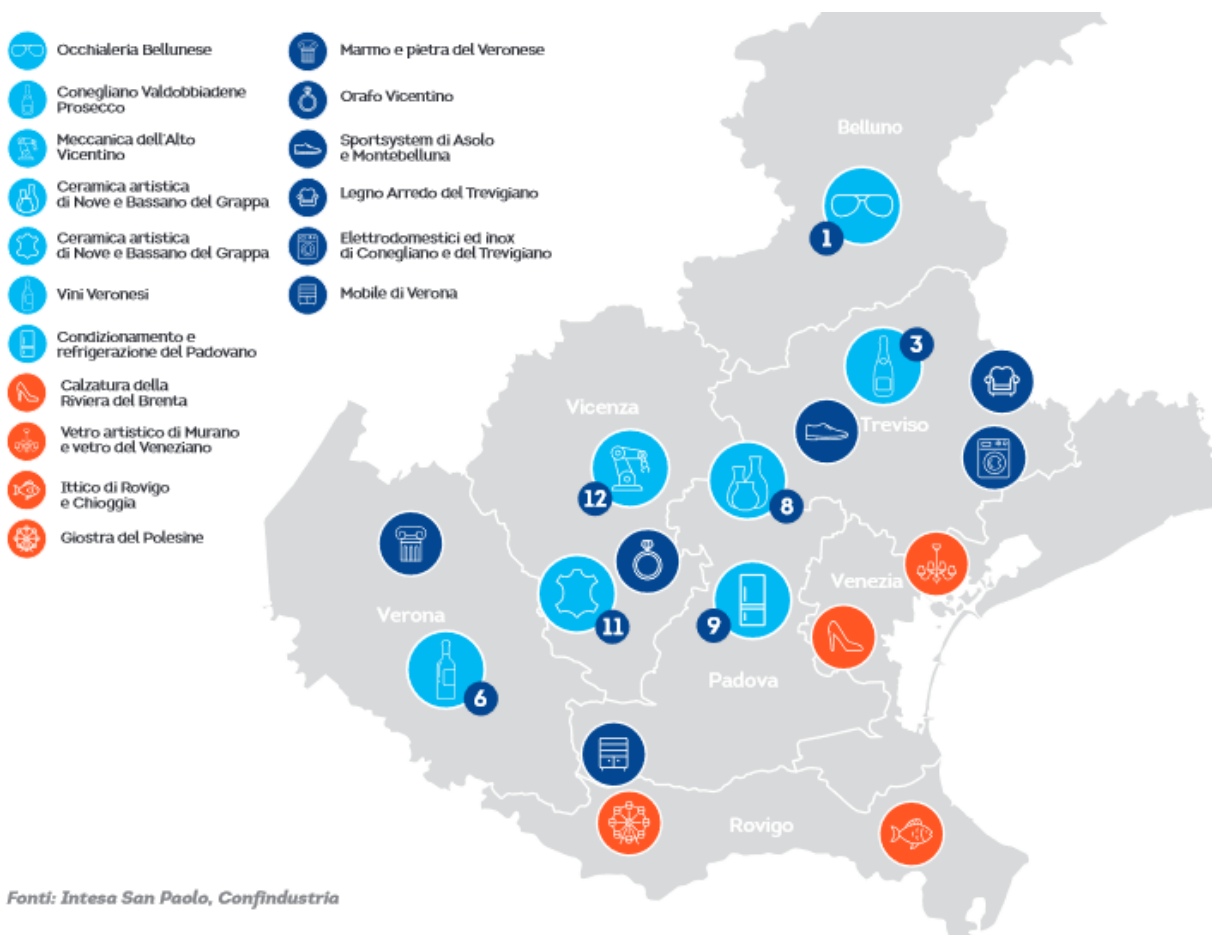 Occhialeria Bellunese
Conegliano Valdobbiadene
Prosecco
Meccanica dell'Alto
Vicentino
Ceramica artistica
di Nove e Bassano del Grappa
Ceramica artistica
di Nove e Bassano del Grappa
Vini Veronesi
Condizionamento e
refrigerazione del Padovano
Calzatura della
Riviera del Brenta
Vetro artistico di Murano
e vetro del Veneziano
Ittico di Rovigo
e Chioggia
Giostra del Polesine
Marmo e pietra del Veronese
Orafo Vicentino
Sportsystem di Asolo
e Montebelluna
Legno Arredo del Trevigiano
Elettrodomestici ed inox
di Conegliano e del Trevigiano
Mobile di Verona
Belluno
1
3
Treviso
Vicenza
12
8
Venezia
Verona
11
9
Padova
6
Rovigo
Fonti: Intesa San Paolo, Confindustria